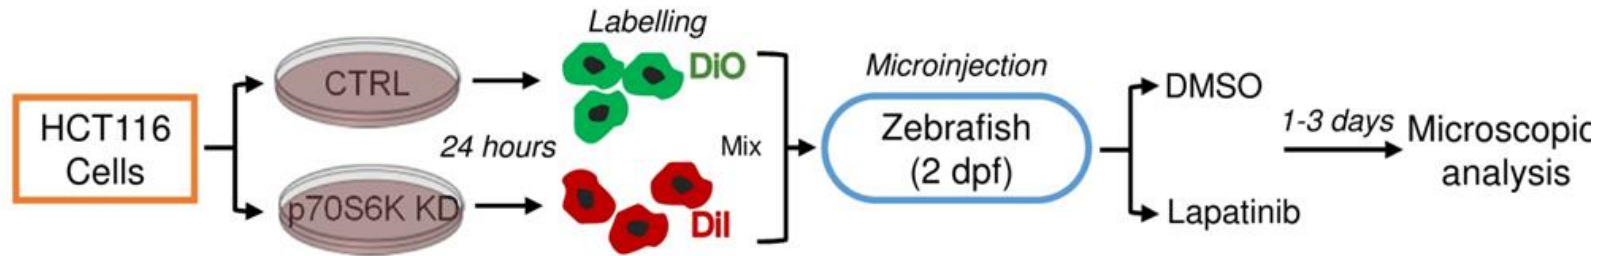 HCT116
Cells
CTRL
p70S6K KD
24 hours
Labelling
DiO
DiI
Mix
Microinjection
Zebrafish
(2 dpf)
DMSO
Lapatinib
1-3 days
Microscopic
analysis